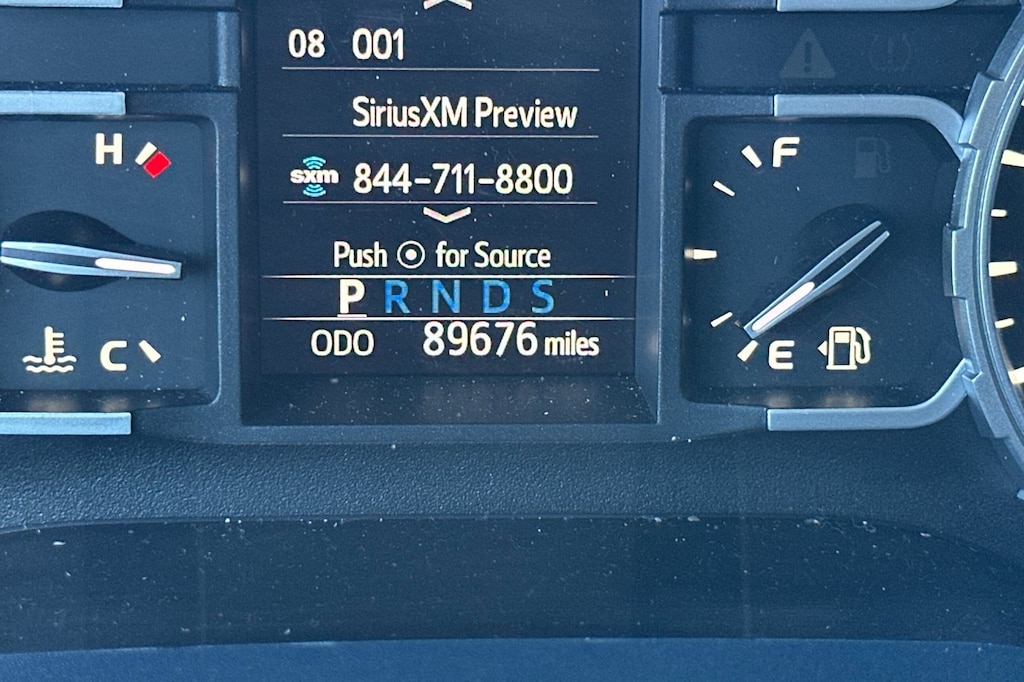 08 001
SiriusXM Preview
sxm 844-711-8800
Push for Source
P R N D S
ODO 89676 miles
H
C
F
E